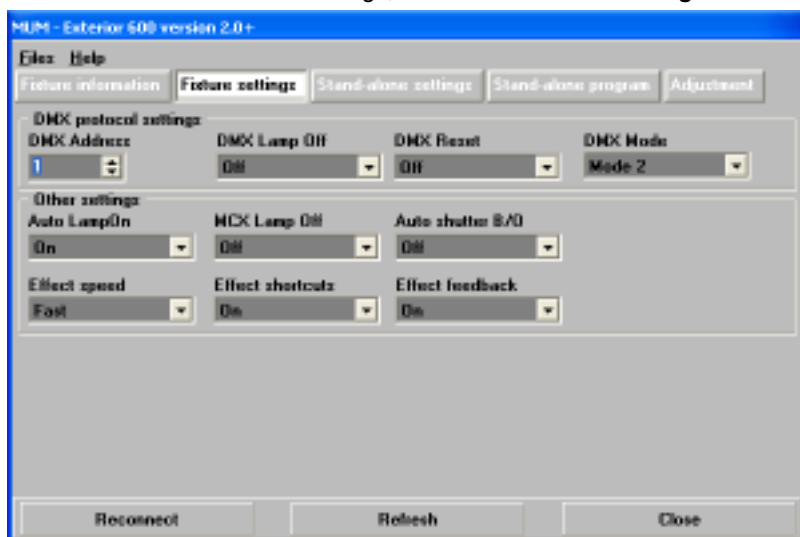 MUM - Exterior 600 version 2.0+
Files Help
Fixture information Fixture settings Stand-alone settings Stand-alone program Adjustment
DMX protocol settings
DMX Address DMX Lamp Off DMX Reset DMX Mode
1 Off Off Mode 2
Other settings
Auto LampOn MCX Lamp Off Auto shutter B/O
On Off Off
Effect speed Effect shortcuts Effect feedback
Fast On On
Reconnect Refresh Close